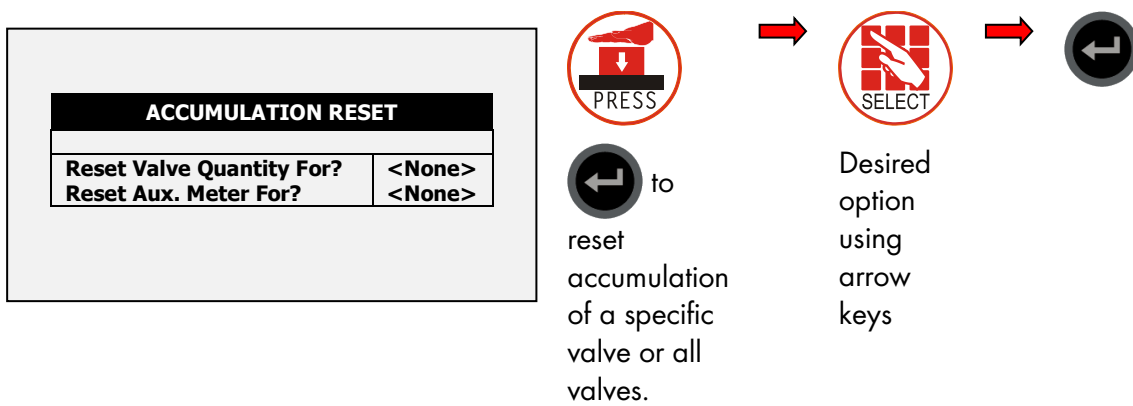 ACCUMULATION RESET
Reset Valve Quantity For? <None>
Reset Aux. Meter For? <None>
PRESS
to
reset
accumulation
of a specific
valve or all
valves.
SELECT
Desired
option
using
arrow
keys